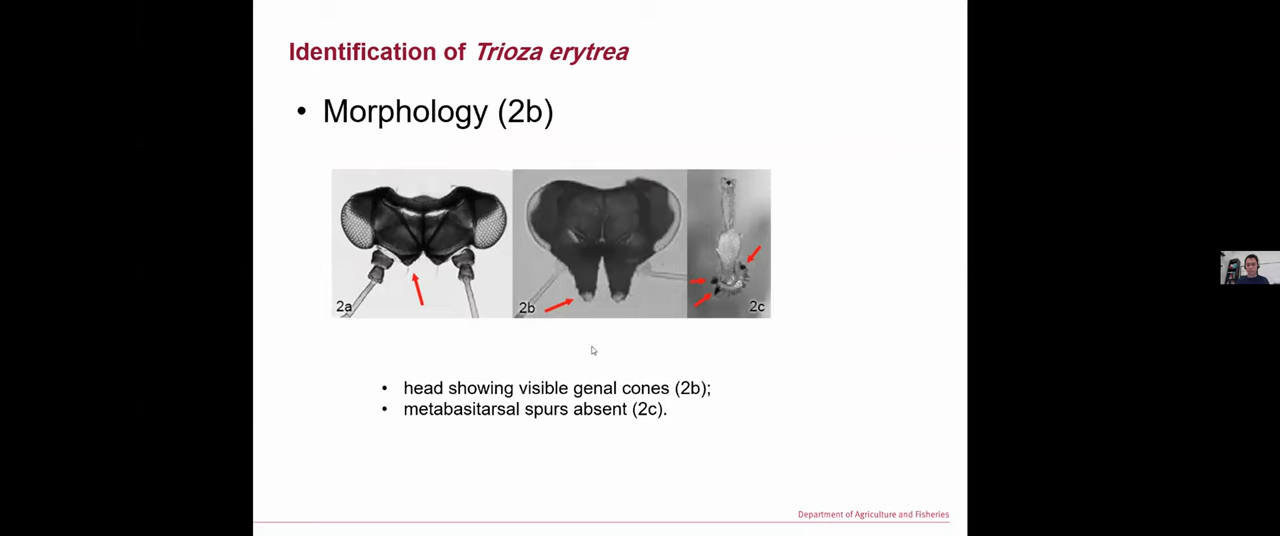 Identification of Trioza erytrea
• Morphology (2b)
2a
2b
2c
• head showing visible genal cones (2b);
• metabasitarsal spurs absent (2c).
Department of Agriculture and Fisheries